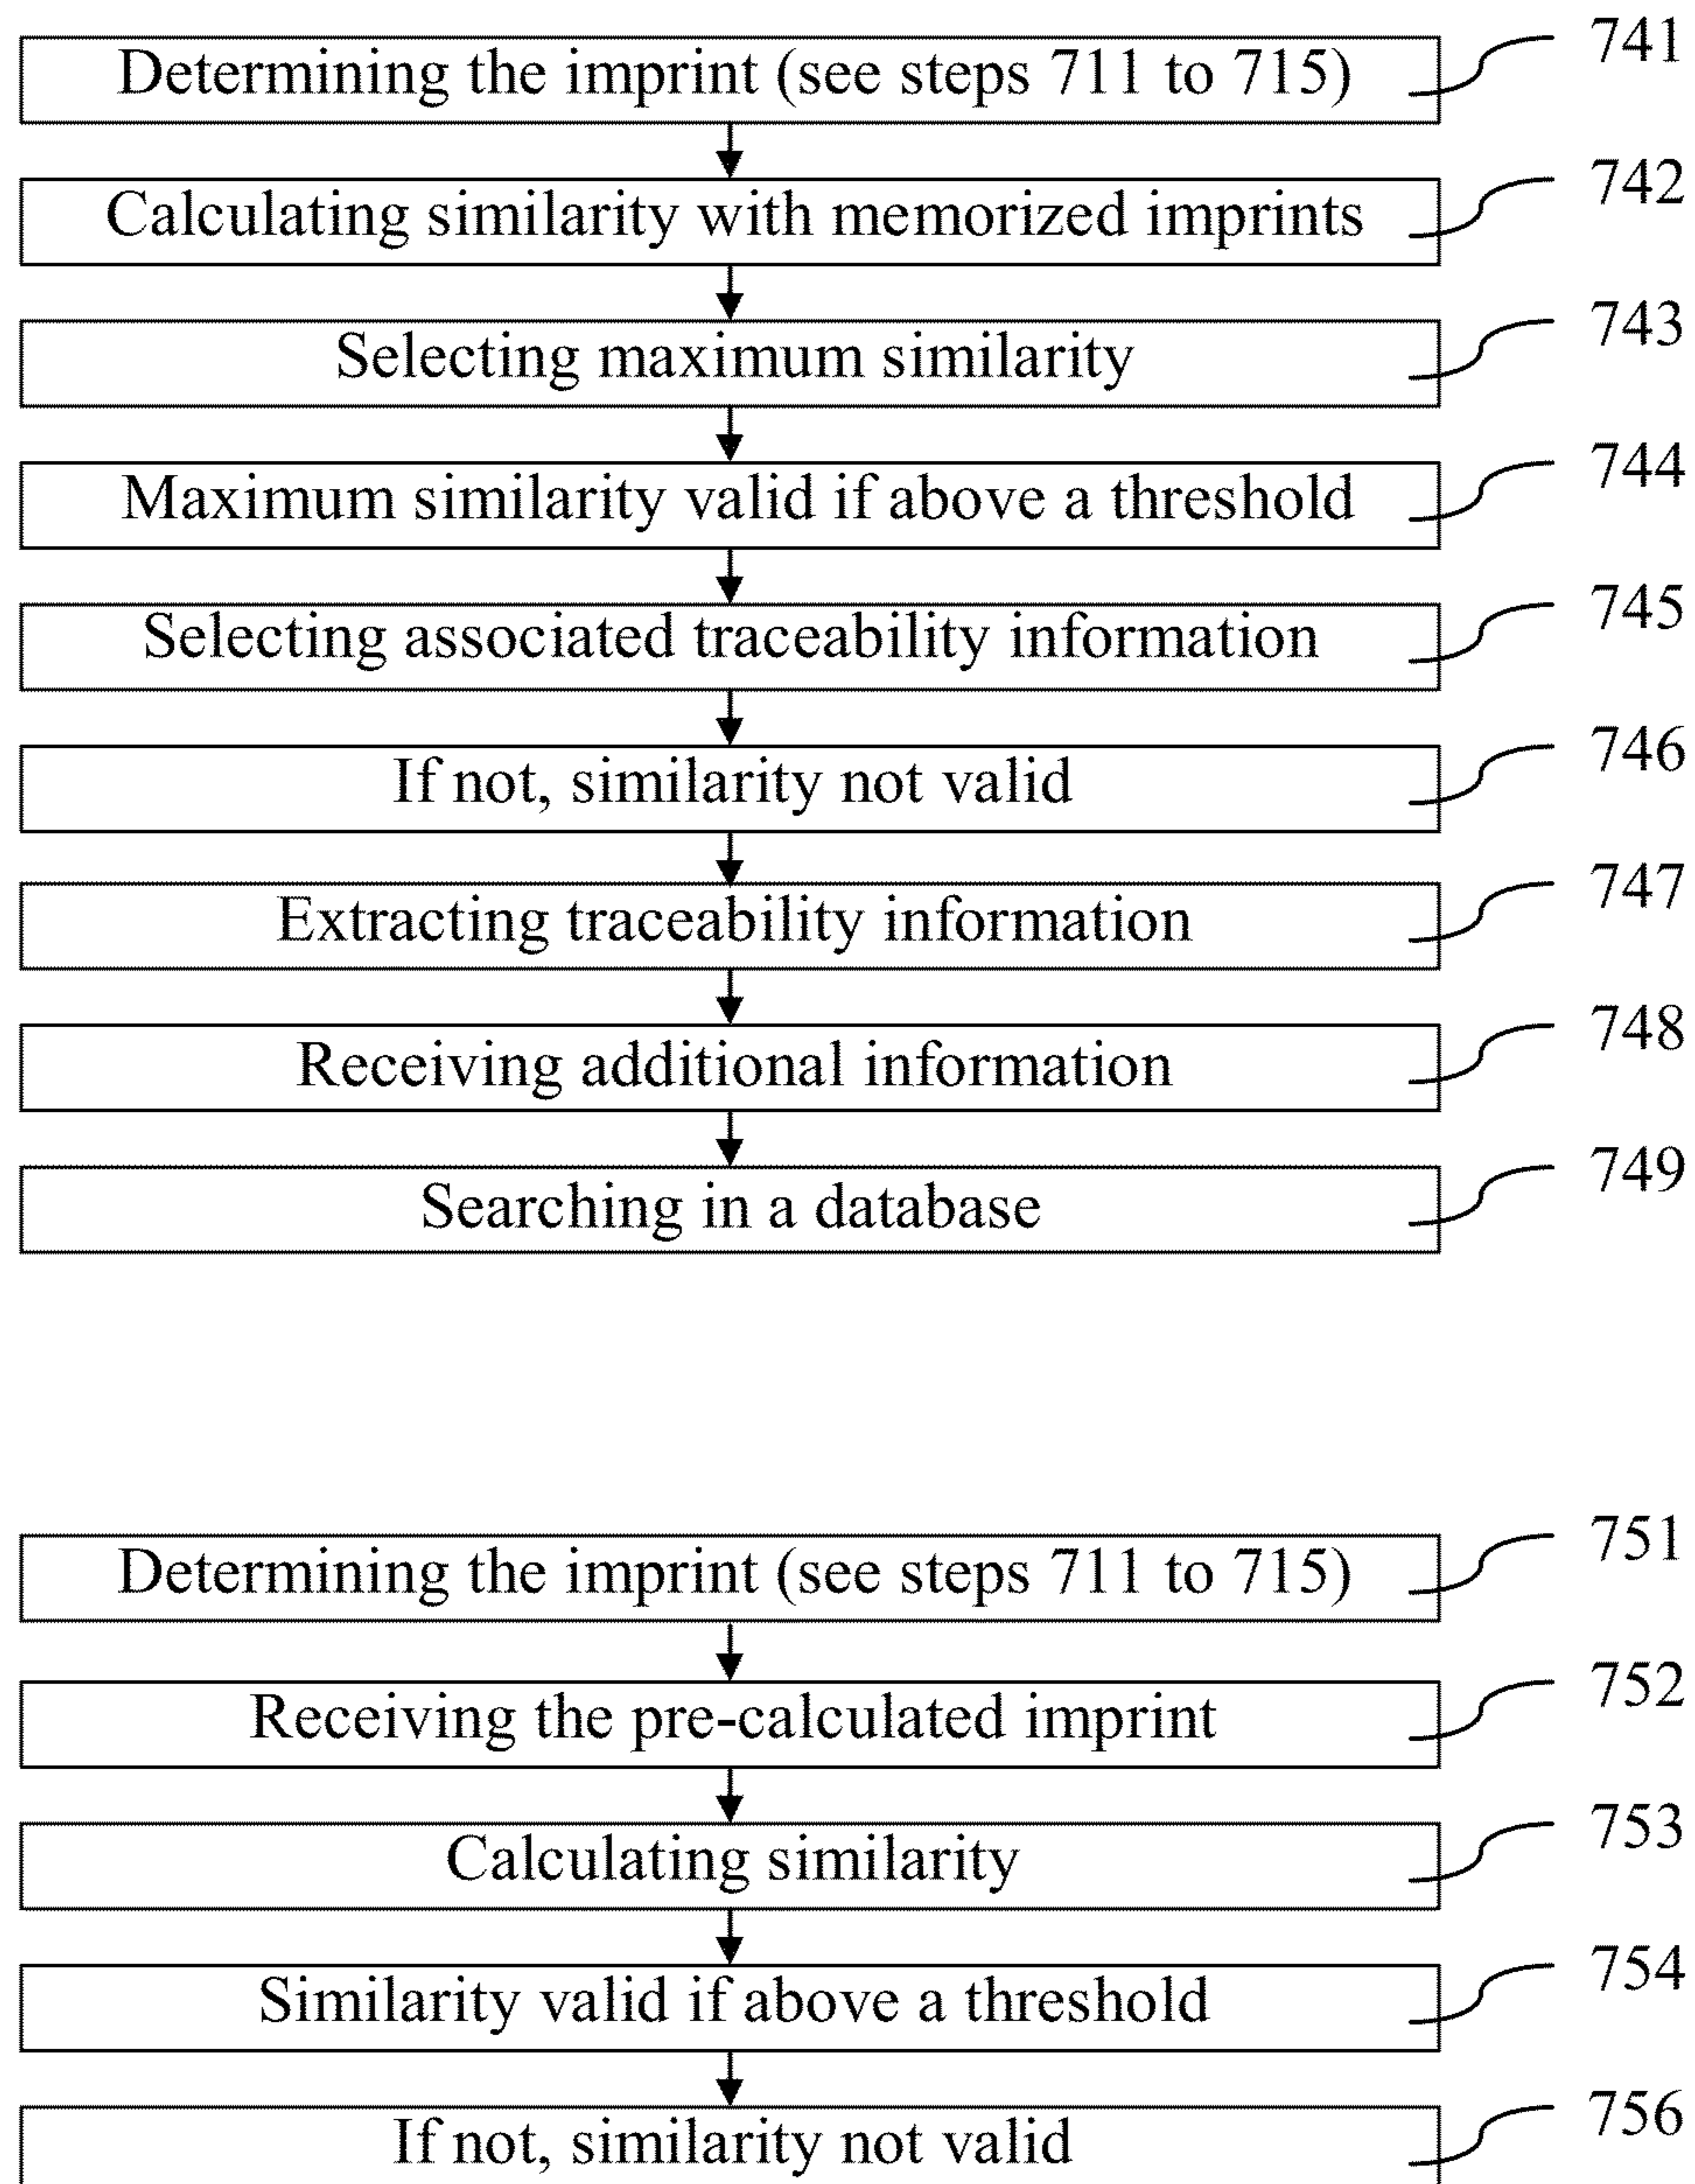 Determining the imprint (see steps 711 to 715) 741
Calculating similarity with memorized imprints 742
Selecting maximum similarity 743
Maximum similarity valid if above a threshold 744
Selecting associated traceability information 745
If not, similarity not valid 746
Extracting traceability information 747
Receiving additional information 748
Searching in a database 749
Determining the imprint (see steps 711 to 715) 751
Receiving the pre-calculated imprint 752
Calculating similarity 753
Similarity valid if above a threshold 754
If not, similarity not valid 756